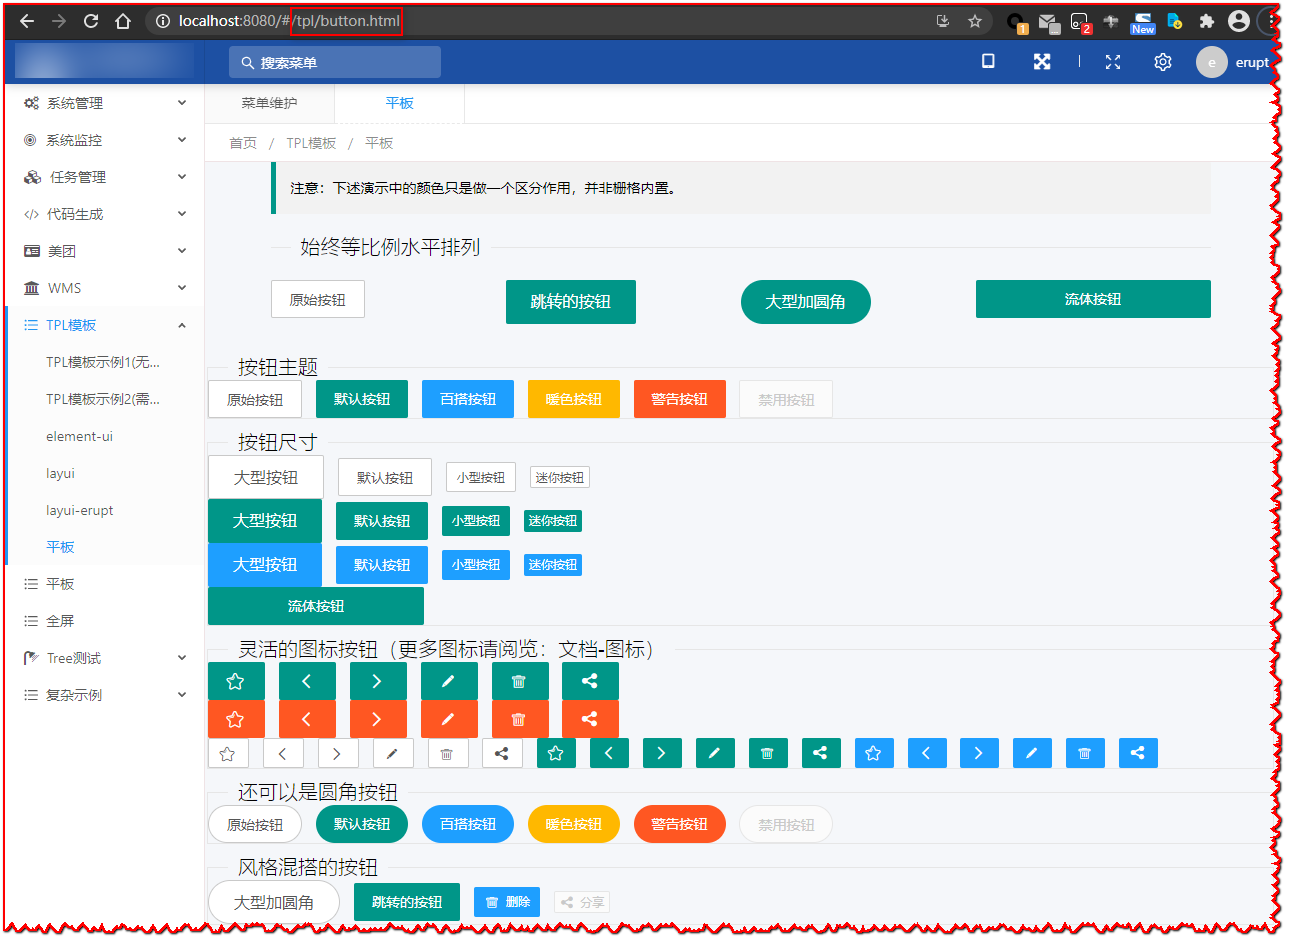 localhost:8080/#/tpl/button.html
1
2
New
搜索菜单
e
erupt
系统管理
系统监控
任务管理
代码生成
美团
WMS
TPL模板
TPL模板示例1(无...
TPL模板示例2(需...
element-ui
layui
layui-erupt
平板
平板
全屏
Tree测试
复杂示例
菜单维护 平板
首页 / TPL模板 / 平板
注意：下述演示中的颜色只是做一个区分作用，并非栅格内置。
始终等比例水平排列
原始按钮 跳转的按钮 大型加圆角 流体按钮
按钮主题
原始按钮 默认按钮 百搭按钮 暖色按钮 警告按钮 禁用按钮
按钮尺寸
大型按钮 默认按钮 小型按钮 迷你按钮
大型按钮 默认按钮 小型按钮 迷你按钮
大型按钮 默认按钮 小型按钮 迷你按钮
流体按钮
灵活的图标按钮（更多图标请阅览：文档-图标）
还可以是圆角按钮
原始按钮 默认按钮 百搭按钮 暖色按钮 警告按钮 禁用按钮
风格混搭的按钮
大型加圆角 跳转的按钮 删除 分享